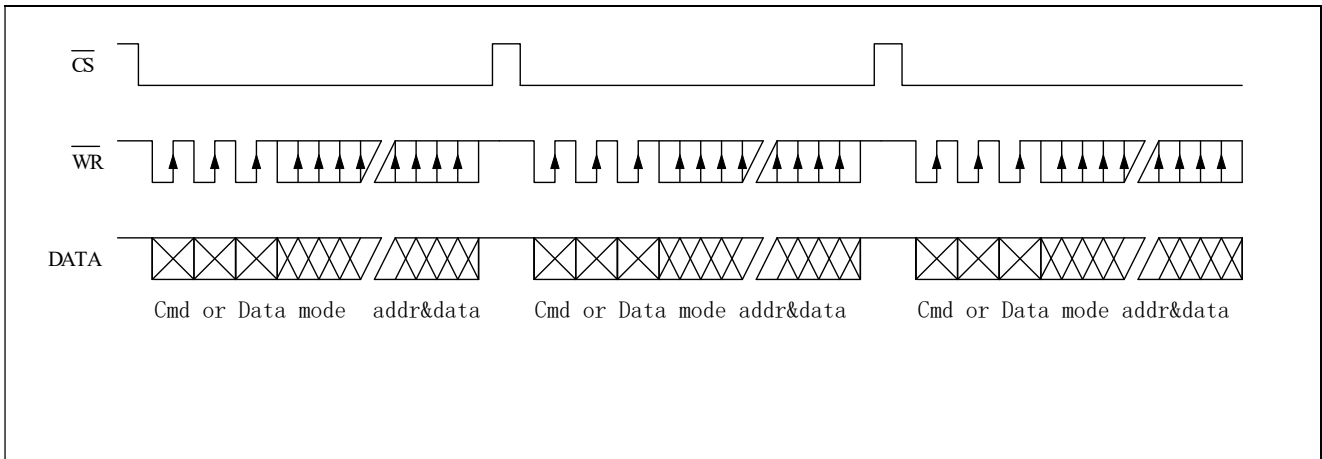 CS
WR
DATA
Cmd or Data mode addr&data Cmd or Data mode addr&data Cmd or Data mode addr&data